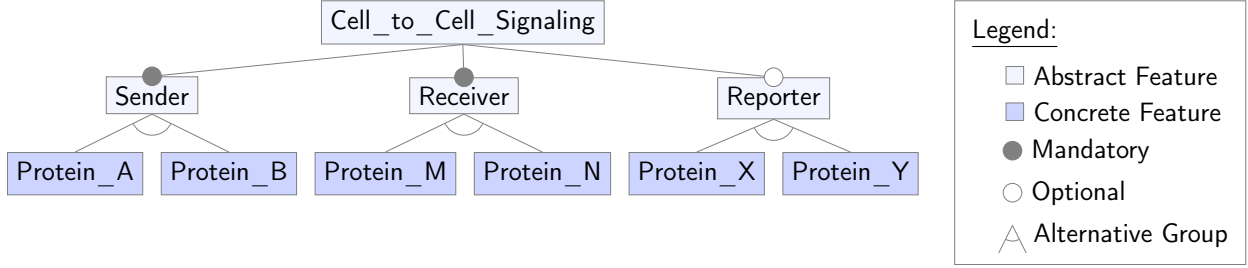 Cell_to_Cell_Signaling
Sender
Receiver
Reporter
Protein_A
Protein_B
Protein_M
Protein_N
Protein_X
Protein_Y
Legend:
Abstract Feature
Concrete Feature
Mandatory
Optional
Alternative Group